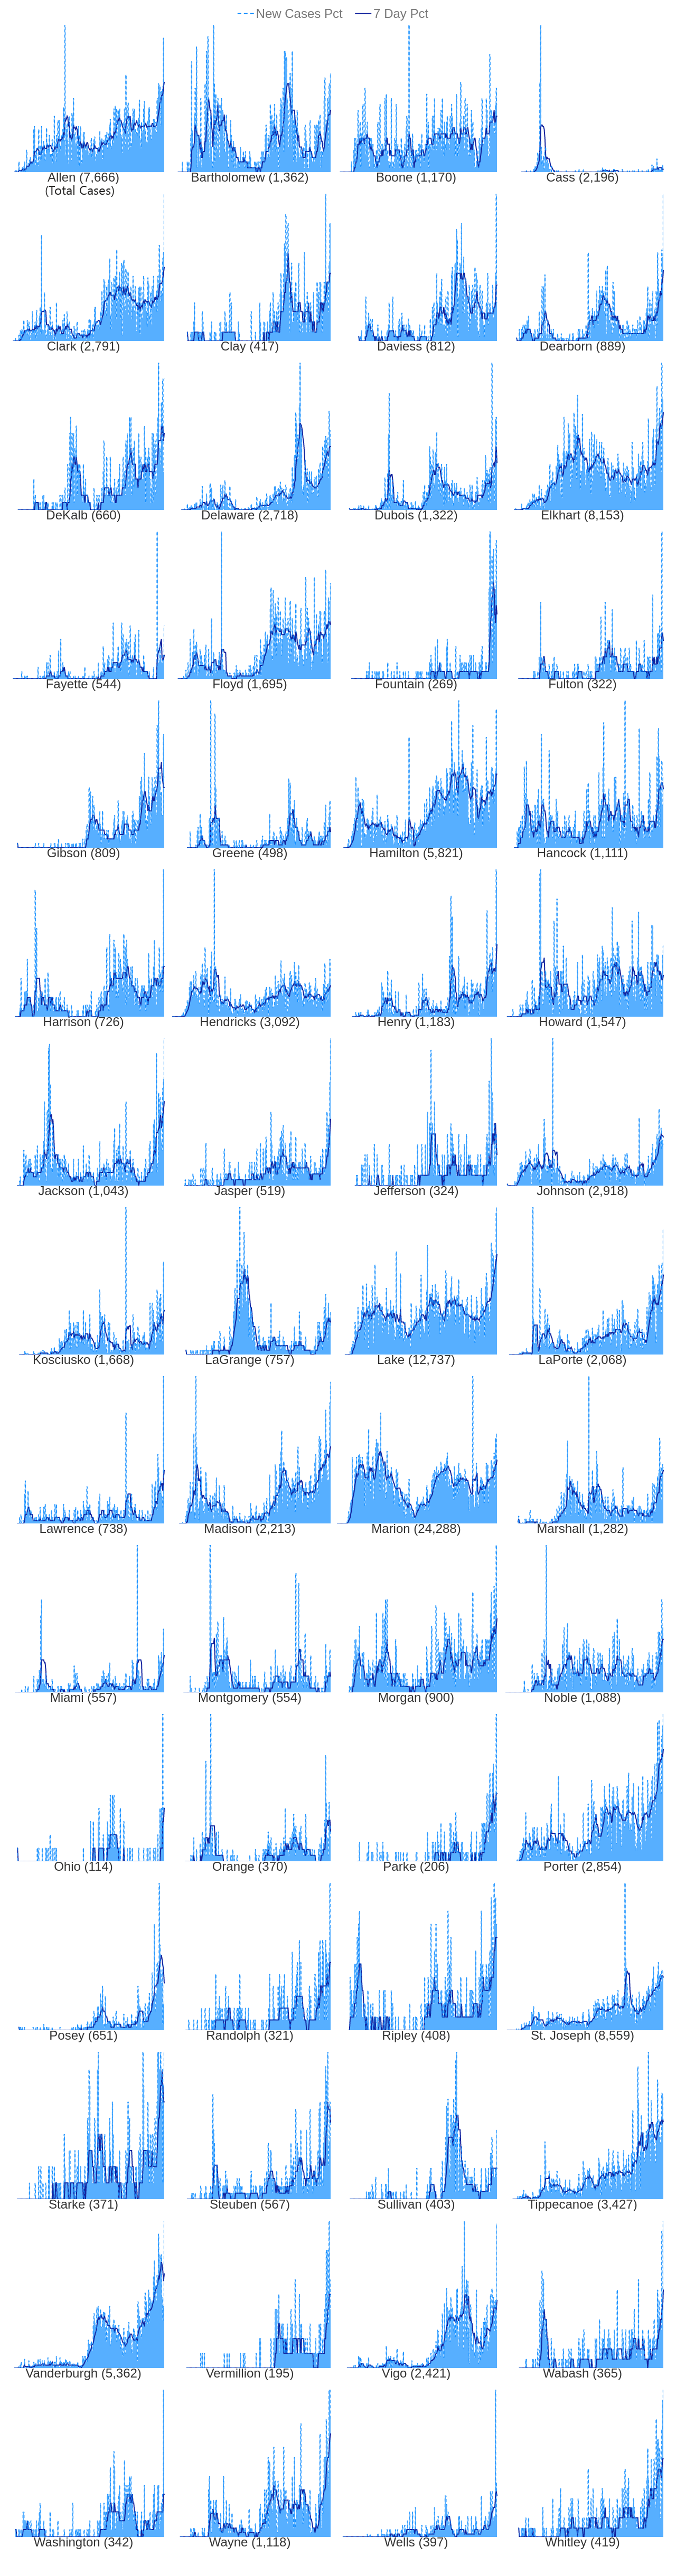 New Cases Pct 7 Day Pct
Allen (7,666) Bartholomew (1,362) Boone (1,170) Cass (2,196)
(Total Cases)
Clark (2,791) Clay (417) Daviess (812) Dearborn (889)
DeKalb (660) Delaware (2,718) Dubois (1,322) Elkhart (8,153)
Fayette (544) Floyd (1,695) Fountain (269) Fulton (322)
Gibson (809) Greene (498) Hamilton (5,821) Hancock (1,111)
Harrison (726) Hendricks (3,092) Henry (1,183) Howard (1,547)
Jackson (1,043) Jasper (519) Jefferson (324) Johnson (2,918)
Kosciusko (1,668) LaGrange (757) Lake (12,737) LaPorte (2,068)
Lawrence (738) Madison (2,213) Marion (24,288) Marshall (1,282)
Miami (557) Montgomery (554) Morgan (900) Noble (1,088)
Ohio (114) Orange (370) Parke (206) Porter (2,854)
Posey (651) Randolph (321) Ripley (408) St. Joseph (8,559)
Starke (371) Steuben (567) Sullivan (403) Tippecanoe (3,427)
Vanderburgh (5,362) Vermillion (195) Vigo (2,421) Wabash (365)
Washington (342) Wayne (1,118) Wells (397) Whitley (419)